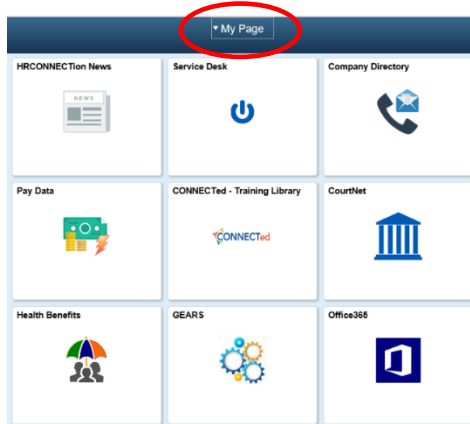 My Page
HRCONNECTion News
Service Desk
Company Directory
NEWS
Pay Data
CONNECTed - Training Library
CourtNet
CONNECTed
Health Benefits
GEARS
Office365